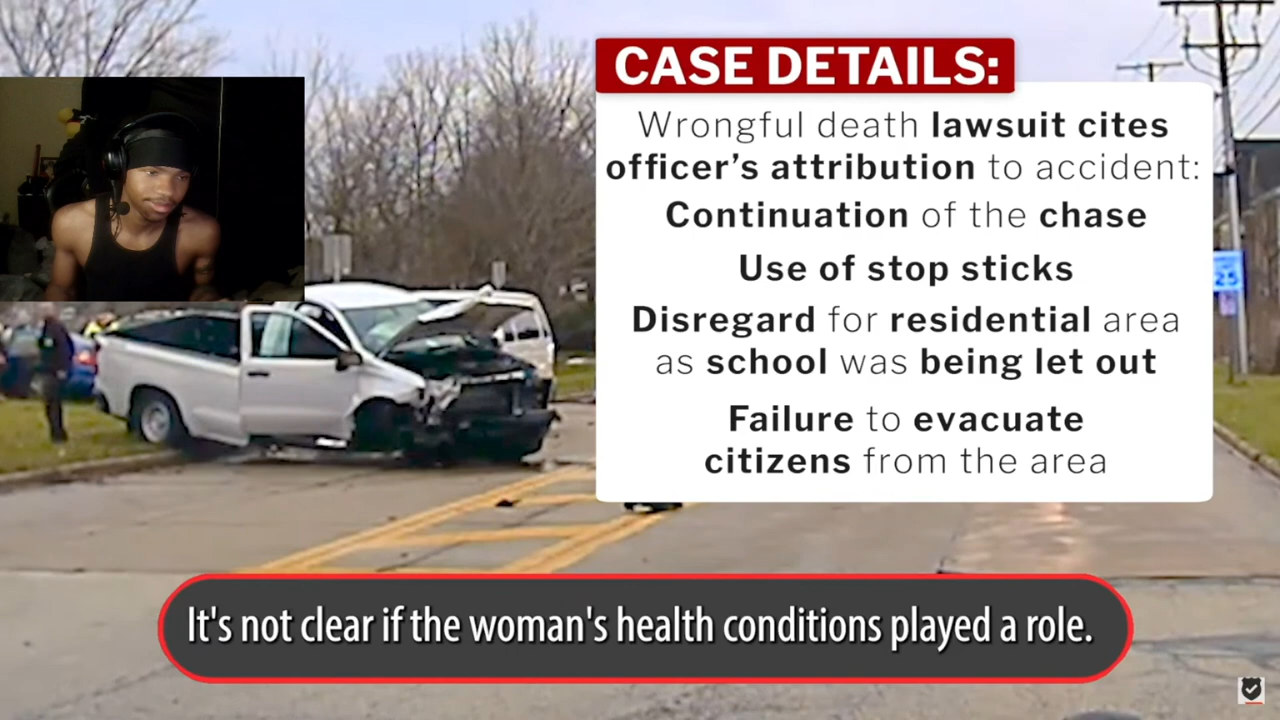 CASE DETAILS:
Wrongful death lawsuit cites
officer's attribution to accident:
Continuation of the chase
Use of stop sticks
Disregard for residential area
as school was being let out
Failure to evacuate
citizens from the area
25
It's not clear if the woman's health conditions played a role.